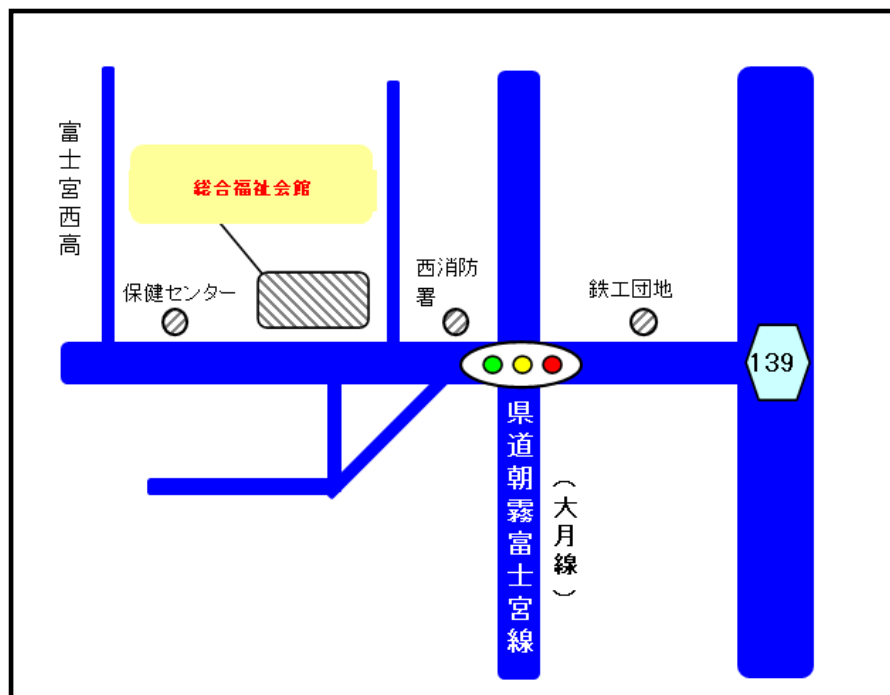 富士宮西高
総合福祉会館
保健センター
西消防
署
鉄工団地
139
県道朝霧富士宮線
（大月線）